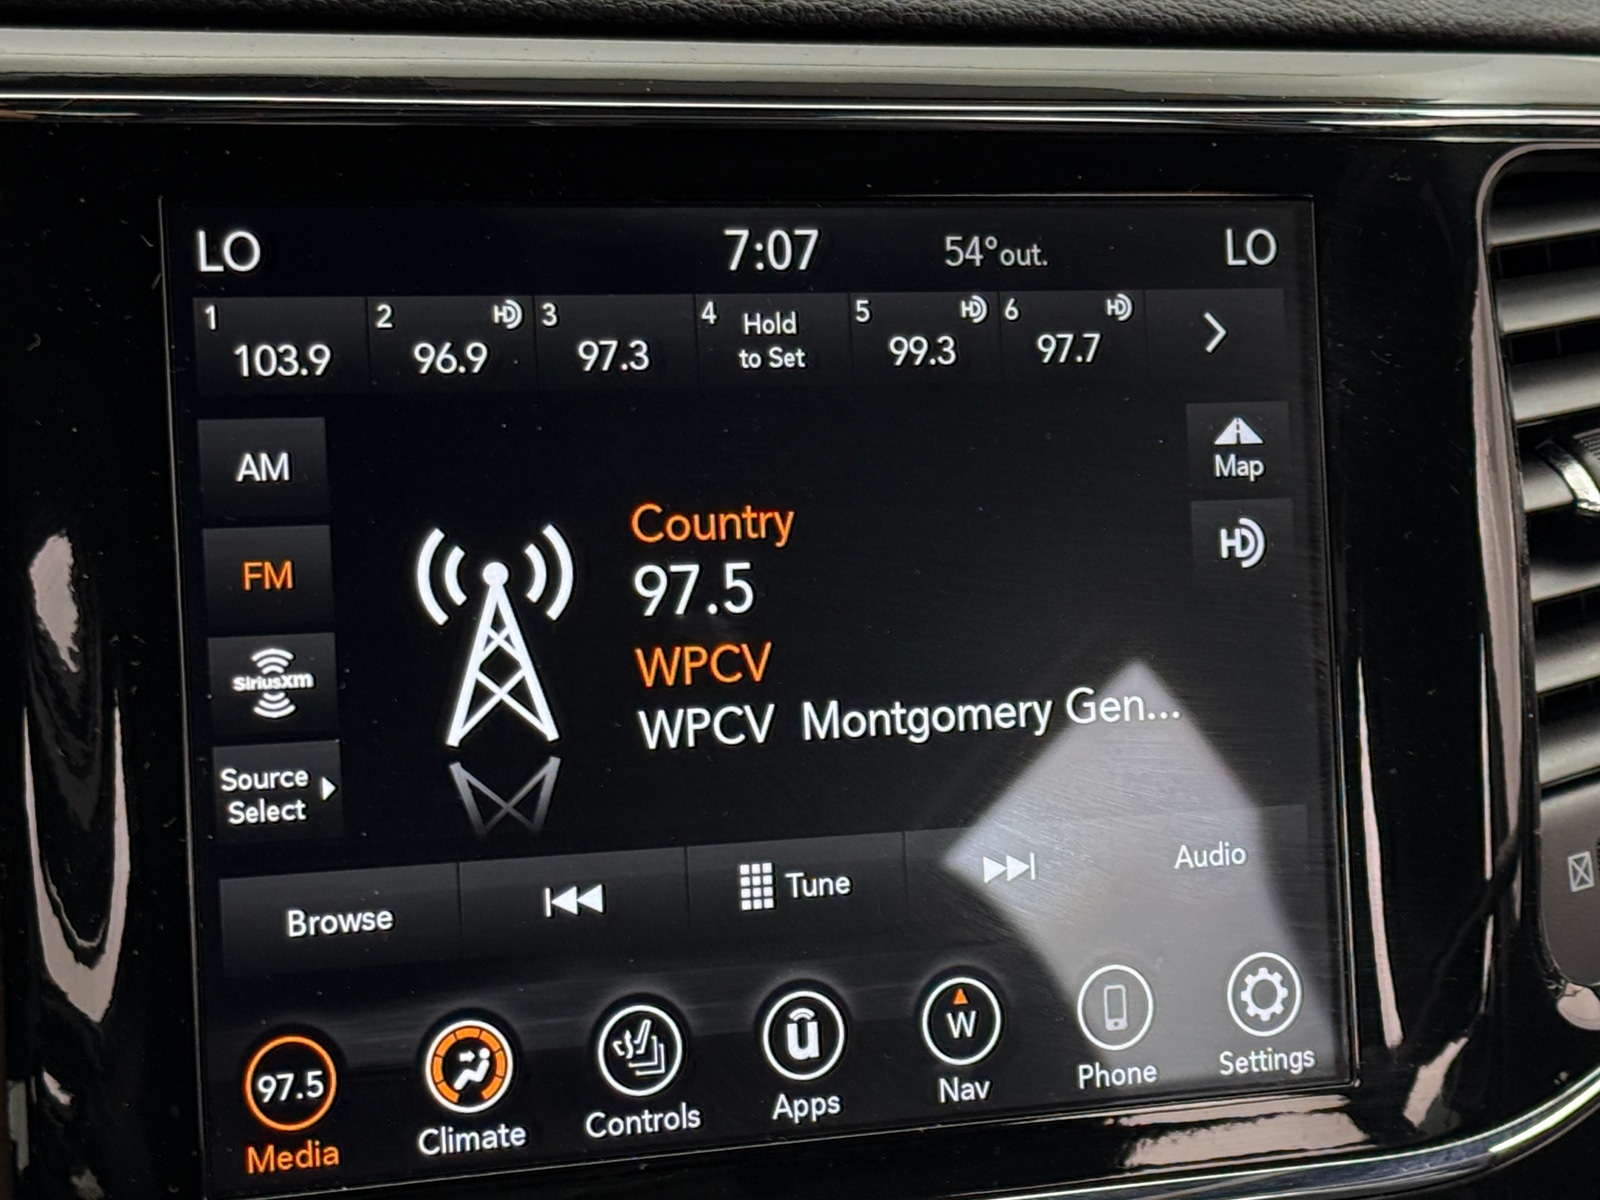 LO 7:07 54° out. LO
1 103.9
2 HD 96.9
3 97.3
4 Hold
to Set
5 HD 99.3
6 HD 97.7
AM
FM
SiriusXM
Source
Select
Map
HD
Country
97.5
WPCV
WPCV Montgomery Gen...
Browse
Tune
Audio
97.5
Media
Climate
Controls
u
Apps
W
Nav
Phone
Settings